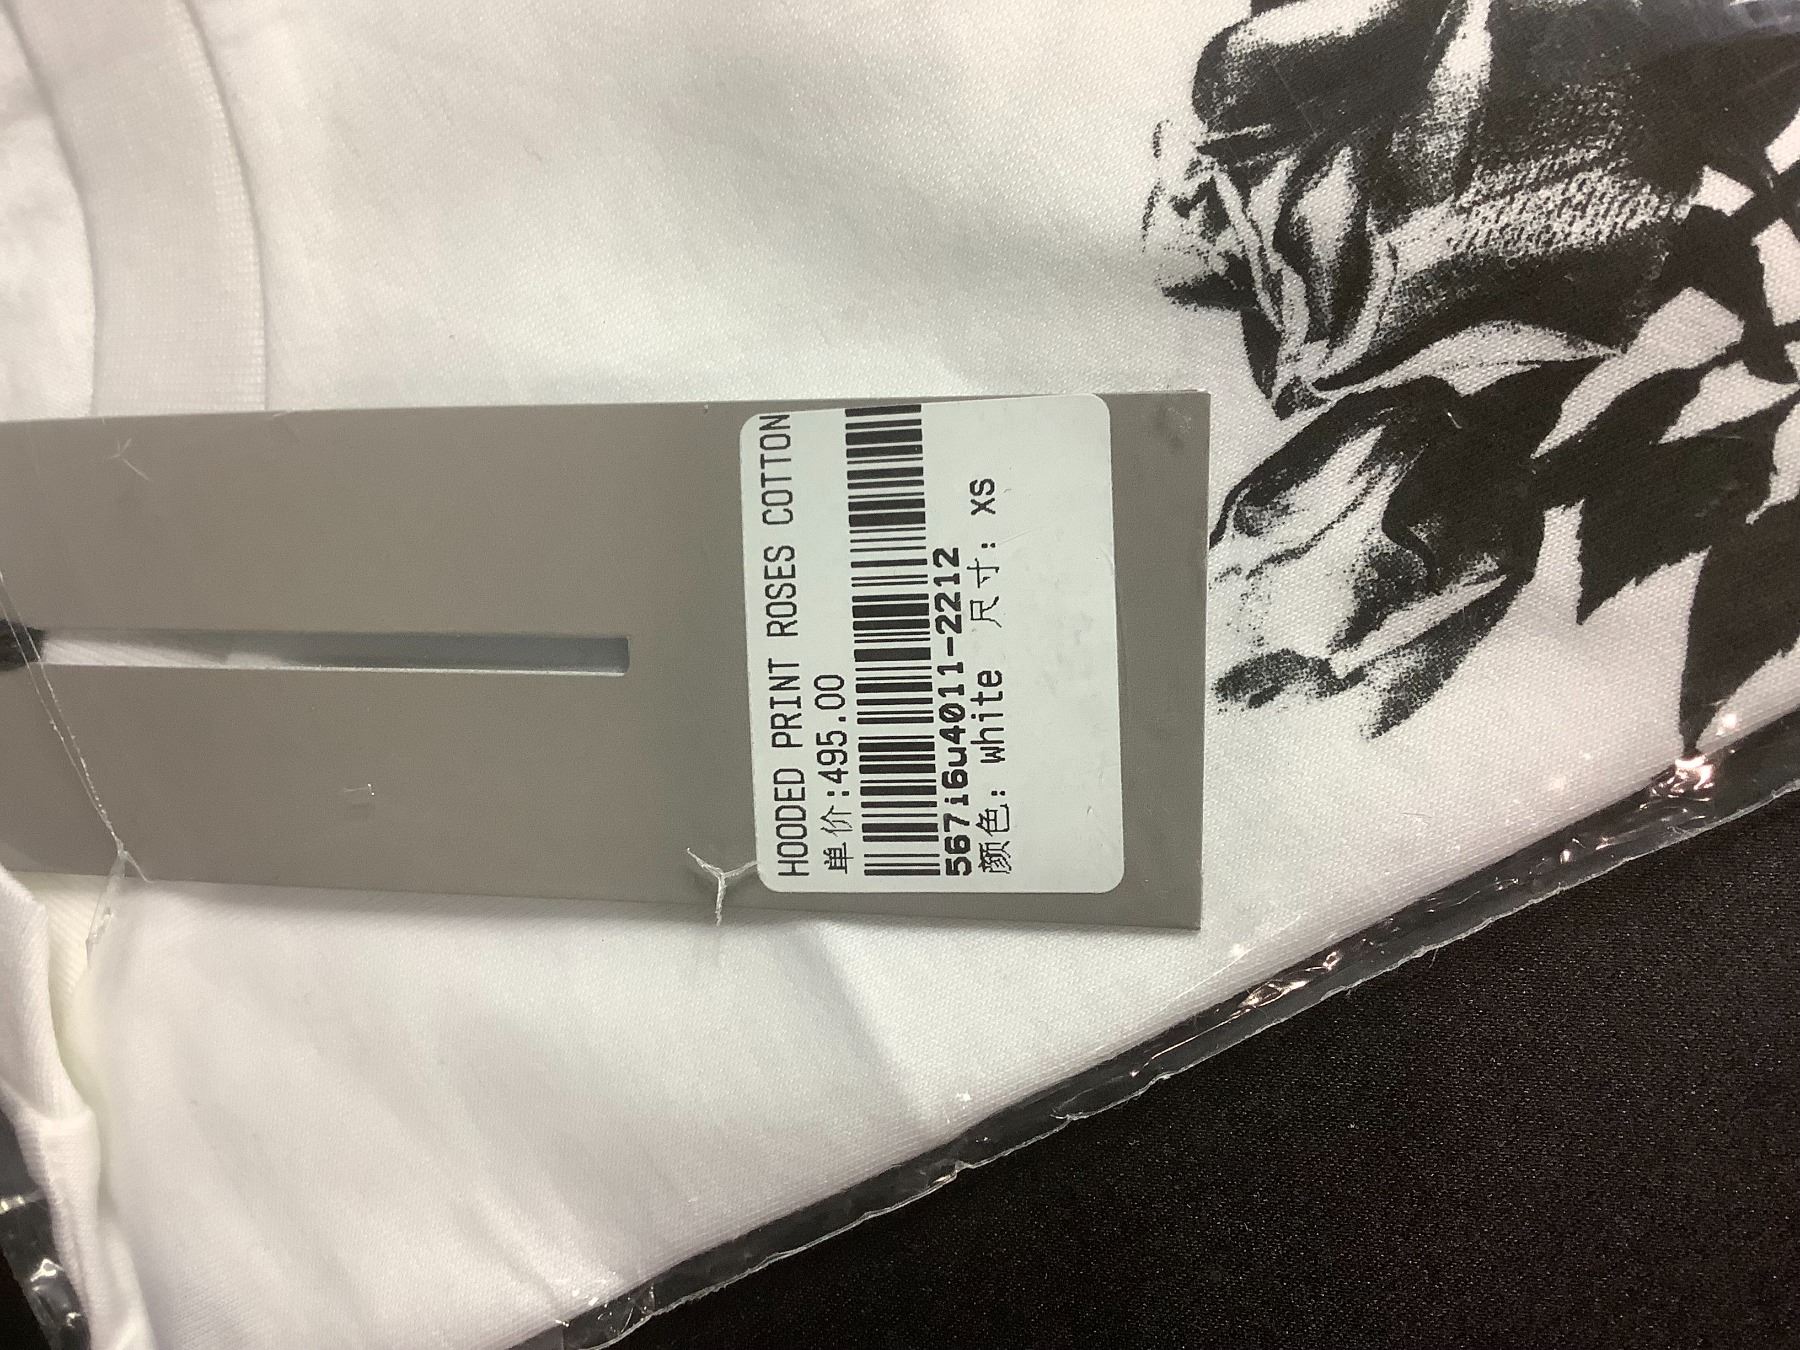 HOODED PRINT ROSES COTTON
单价:495.00
567i6u4011-2212
颜色: white 尺寸: XS